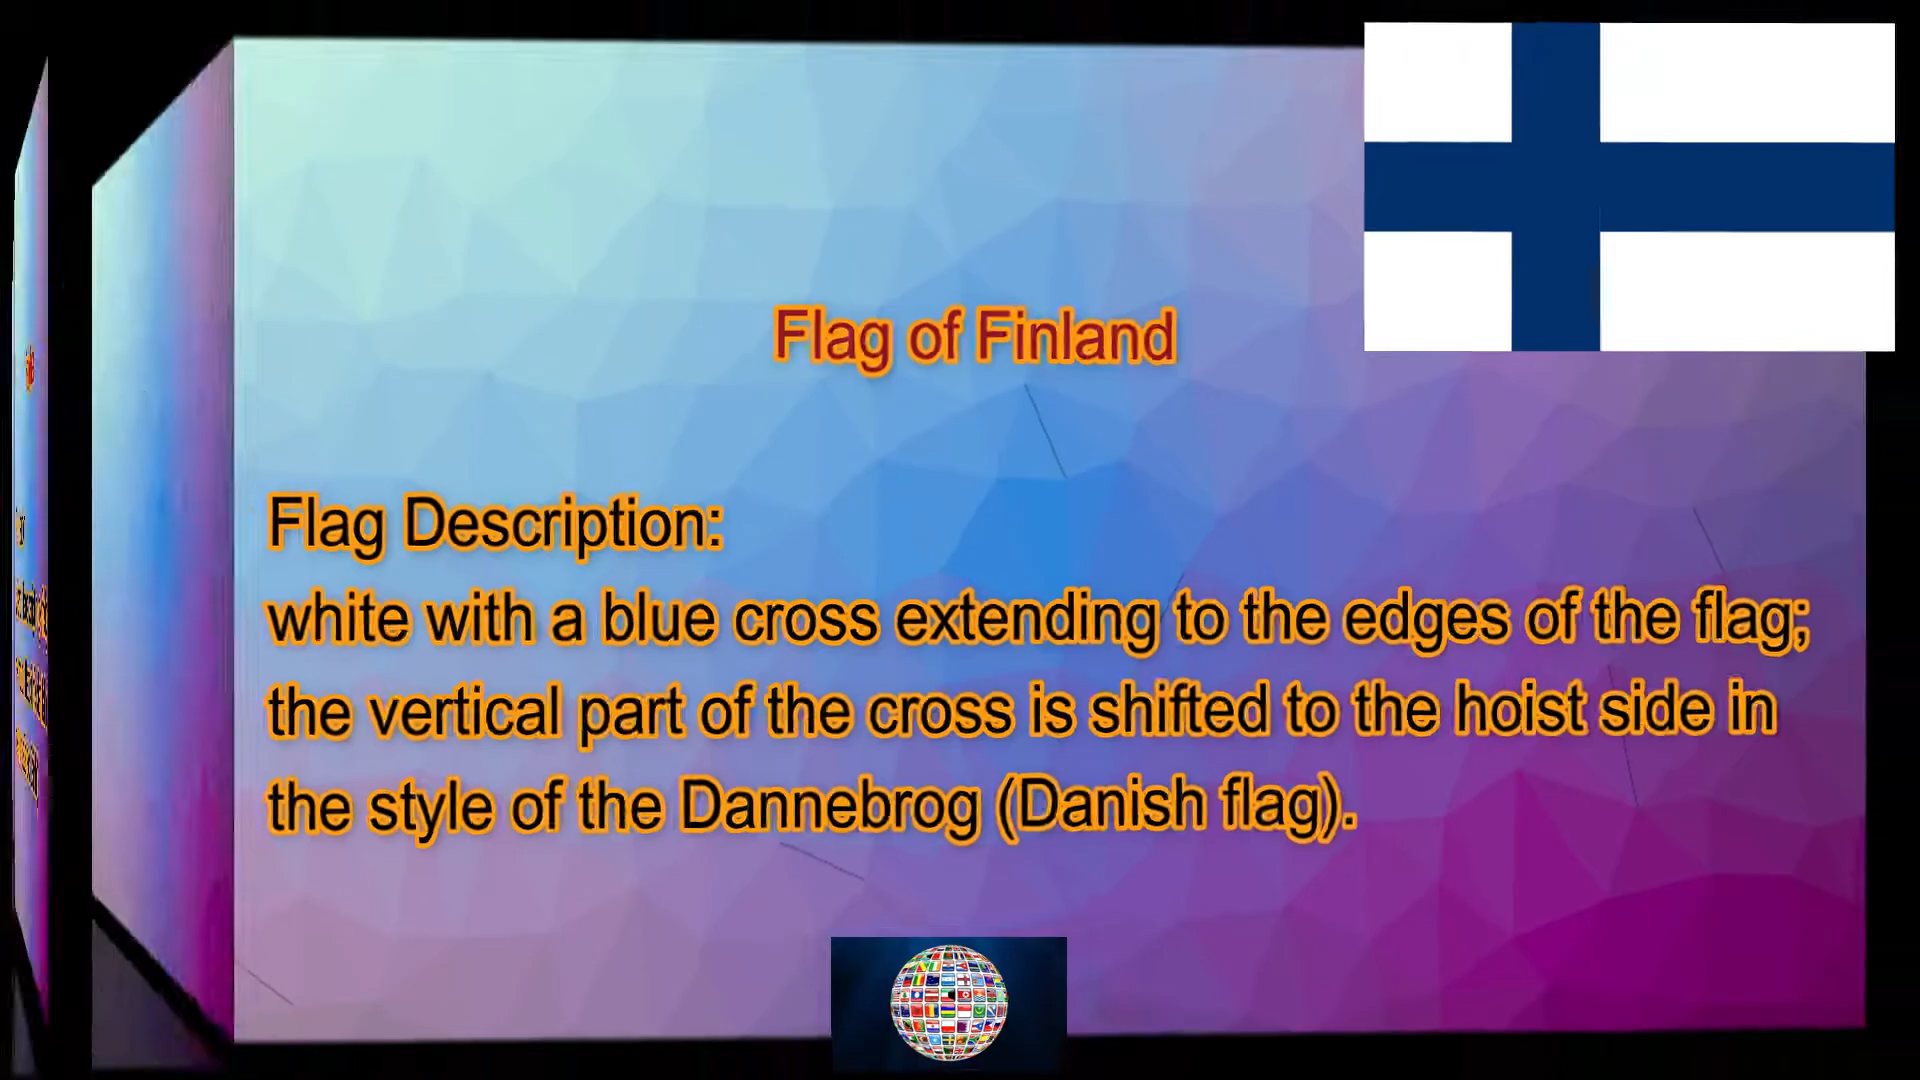 Flag of Finland
Flag Description:
white with a blue cross extending to the edges of the flag;
the vertical part of the cross is shifted to the hoist side in
the style of the Dannebrog (Danish flag).